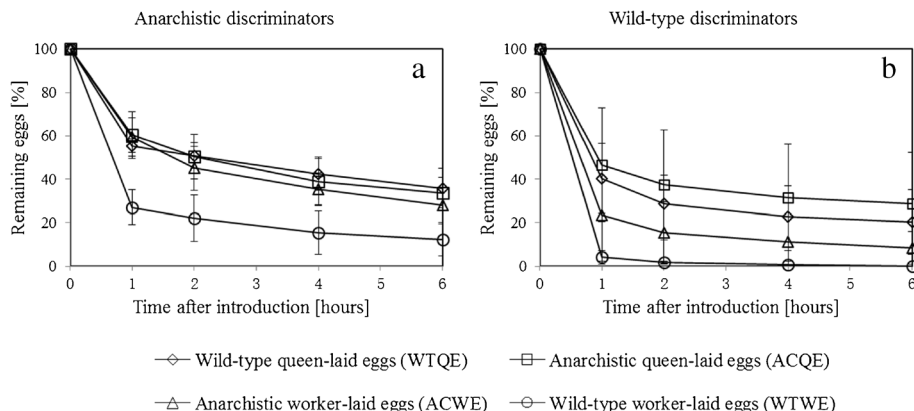 Anarchistic discriminators
Wild-type discriminators
a
b
Remaining eggs [%]
100
80
60
40
20
0
0
1
2
3
4
5
6
Time after introduction [hours]
Remaining eggs [%]
100
80
60
40
20
0
0
1
2
3
4
5
6
Time after introduction [hours]
Wild-type queen-laid eggs (WTQE)
Anarchistic queen-laid eggs (ACQE)
Anarchistic worker-laid eggs (ACWE)
Wild-type worker-laid eggs (WTWE)